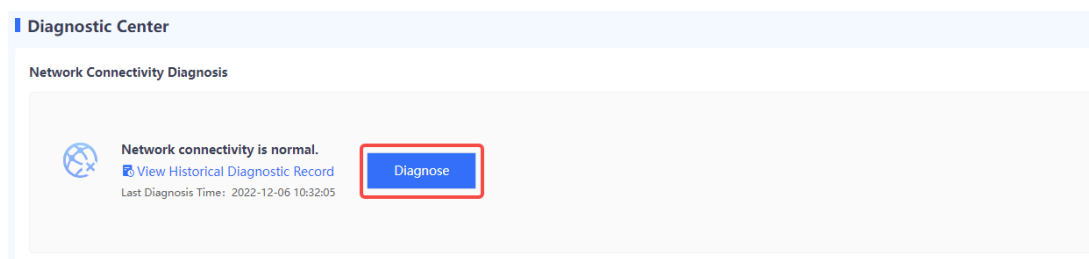 Diagnostic Center
Network Connectivity Diagnosis
Network connectivity is normal.
View Historical Diagnostic Record
Diagnose
Last Diagnosis Time: 2022-12-06 10:32:05